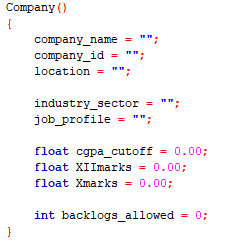 Company()
{
company_name = "";
company_id = "";
location = "";
industry_sector = "";
job_profile = "";
float cgpa_cutoff = 0.00;
float XIImarks = 0.00;
float Xmarks = 0.00;
int backlogs_allowed = 0;
}